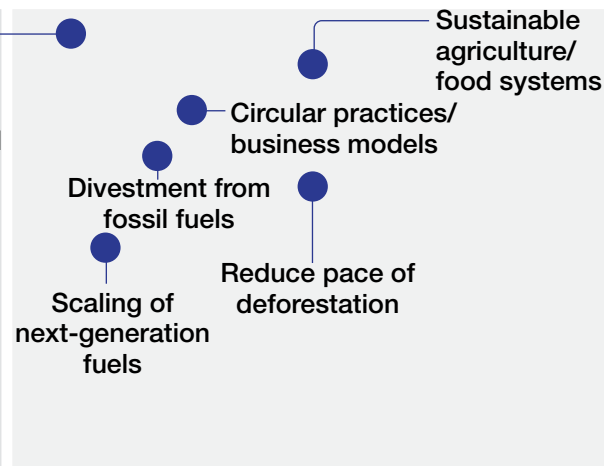 Sustainable
agriculture/
food systems
Circular practices/
business models
Divestment from
fossil fuels
Reduce pace of
deforestation
Scaling of
next-generation
fuels